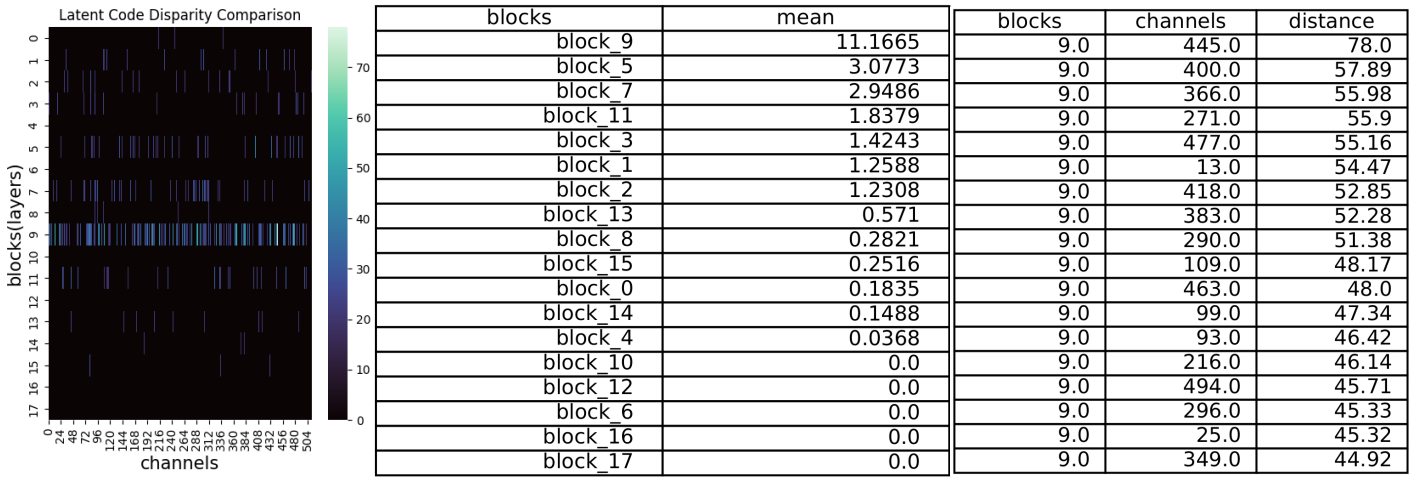 Latent Code Disparity Comparison
blocks(layers)
0
1
2
3
4
5
6
7
8
9
10
11
12
13
14
15
16
17
0 24 48 72 96 120 144 168 192 216 240 264 288 312 336 360 384 408 432 456 480 504
channels
70
60
50
40
30
20
10
0
blocks mean
block_9 11.1665
block_5 3.0773
block_7 2.9486
block_11 1.8379
block_3 1.4243
block_1 1.2588
block_2 1.2308
block_13 0.571
block_8 0.2821
block_15 0.2516
block_0 0.1835
block_14 0.1488
block_4 0.0368
block_10 0.0
block_12 0.0
block_6 0.0
block_16 0.0
block_17 0.0
blocks channels distance
9.0 445.0 78.0
9.0 400.0 57.89
9.0 366.0 55.98
9.0 271.0 55.9
9.0 477.0 55.16
9.0 13.0 54.47
9.0 418.0 52.85
9.0 383.0 52.28
9.0 290.0 51.38
9.0 109.0 48.17
9.0 463.0 48.0
9.0 99.0 47.34
9.0 93.0 46.42
9.0 216.0 46.14
9.0 494.0 45.71
9.0 296.0 45.33
9.0 25.0 45.32
9.0 349.0 44.92